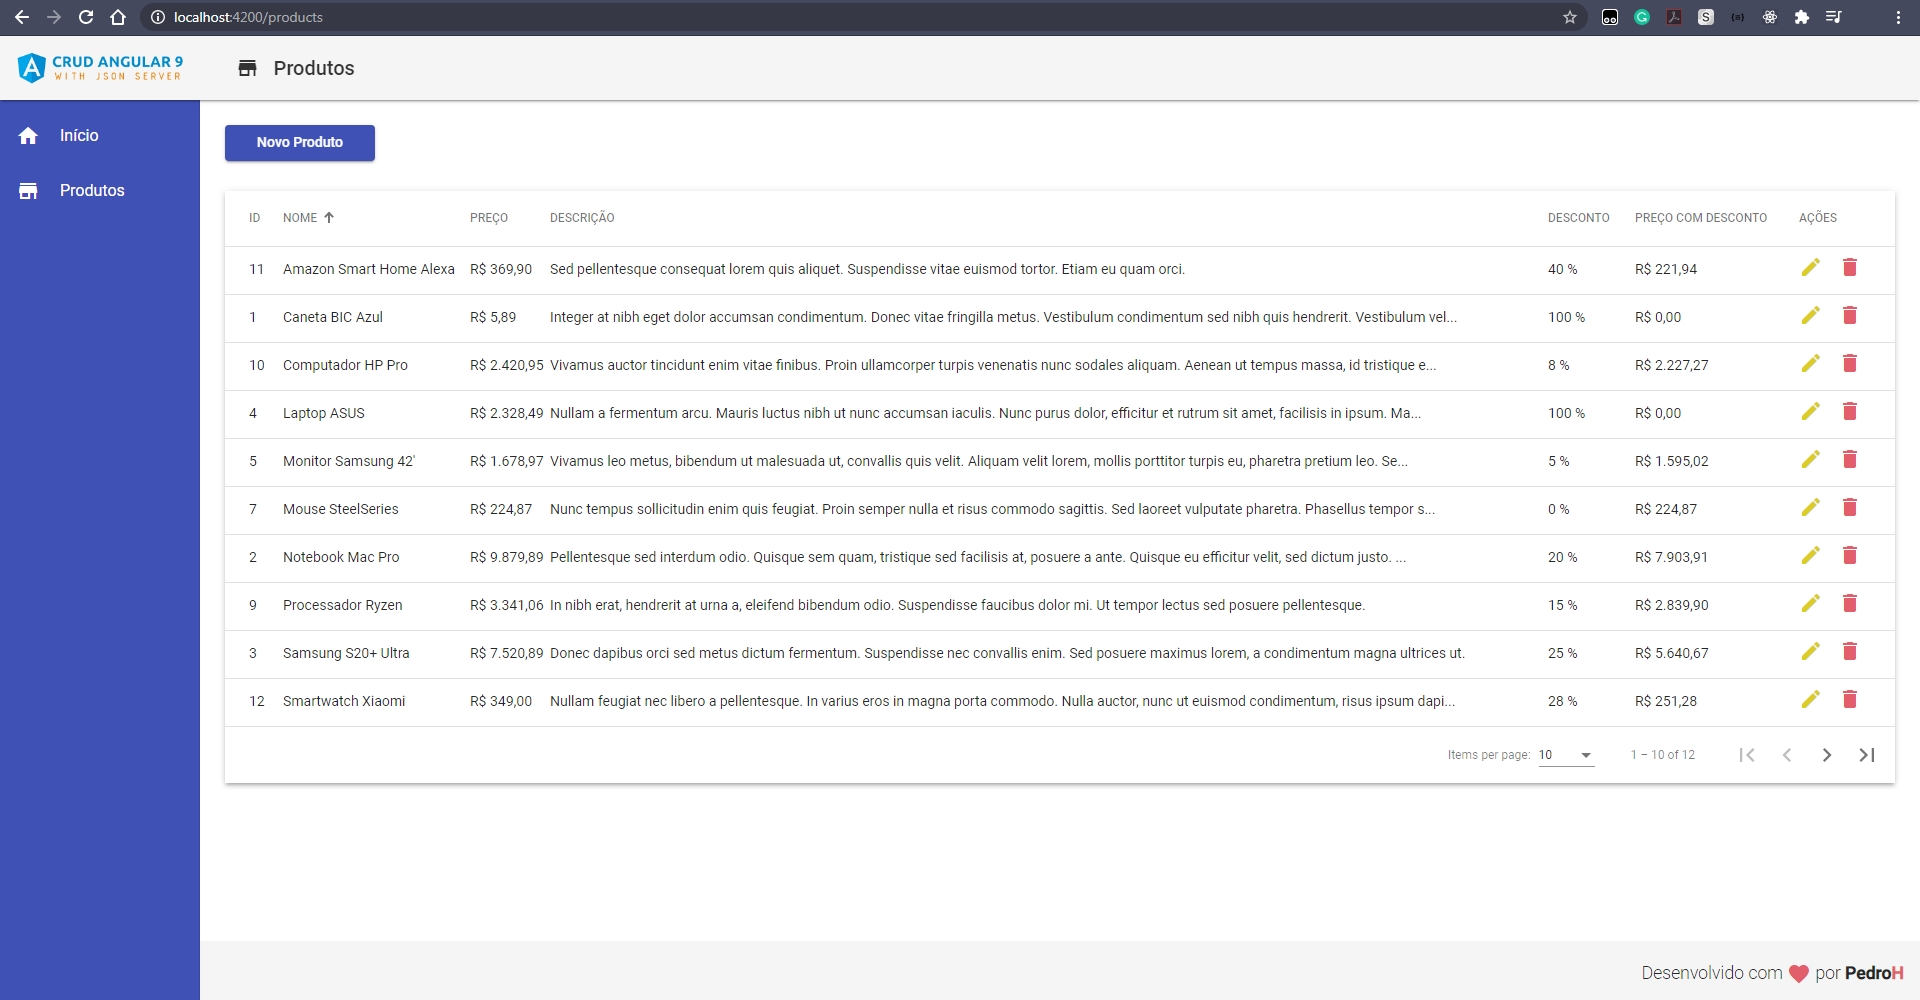 localhost:4200/products
CRUD ANGULAR 9
WITH JSON SERVER
Produtos
Início
Produtos
Novo Produto
ID NOME PREÇO DESCRIÇÃO DESCONTO PREÇO COM DESCONTO AÇÕES
11 Amazon Smart Home Alexa R$ 369,90 Sed pellentesque consequat lorem quis aliquet. Suspendisse vitae euismod tortor. Etiam eu quam orci. 40 % R$ 221,94
1 Caneta BIC Azul R$ 5,89 Integer at nibh eget dolor accumsan condimentum. Donec vitae fringilla metus. Vestibulum condimentum sed nibh quis hendrerit. Vestibulum vel... 100 % R$ 0,00
10 Computador HP Pro R$ 2.420,95 Vivamus auctor tincidunt enim vitae finibus. Proin ullamcorper turpis venenatis nunc sodales aliquam. Aenean ut tempus massa, id tristique e... 8 % R$ 2.227,27
4 Laptop ASUS R$ 2.328,49 Nullam a fermentum arcu. Mauris luctus nibh ut nunc accumsan iaculis. Nunc purus dolor, efficitur et rutrum sit amet, facilisis in ipsum. Ma... 100 % R$ 0,00
5 Monitor Samsung 42' R$ 1.678,97 Vivamus leo metus, bibendum ut malesuada ut, convallis quis velit. Aliquam velit lorem, mollis porttitor turpis eu, pharetra pretium leo. Se... 5 % R$ 1.595,02
7 Mouse SteelSeries R$ 224,87 Nunc tempus sollicitudin enim quis feugiat. Proin semper nulla et risus commodo sagittis. Sed laoreet vulputate pharetra. Phasellus tempor s... 0 % R$ 224,87
2 Notebook Mac Pro R$ 9.879,89 Pellentesque sed interdum odio. Quisque sem quam, tristique sed facilisis at, posuere a ante. Quisque eu efficitur velit, sed dictum justo. ... 20 % R$ 7.903,91
9 Processador Ryzen R$ 3.341,06 In nibh erat, hendrerit at urna a, eleifend bibendum odio. Suspendisse faucibus dolor mi. Ut tempor lectus sed posuere pellentesque. 15 % R$ 2.839,90
3 Samsung S20+ Ultra R$ 7.520,89 Donec dapibus orci sed metus dictum fermentum. Suspendisse nec convallis enim. Sed posuere maximus lorem, a condimentum magna ultrices ut. 25 % R$ 5.640,67
12 Smartwatch Xiaomi R$ 349,00 Nullam feugiat nec libero a pellentesque. In varius eros in magna porta commodo. Nulla auctor, nunc ut euismod condimentum, risus ipsum dapi... 28 % R$ 251,28
Items per page: 10 1 – 10 of 12
Desenvolvido com por PedroH